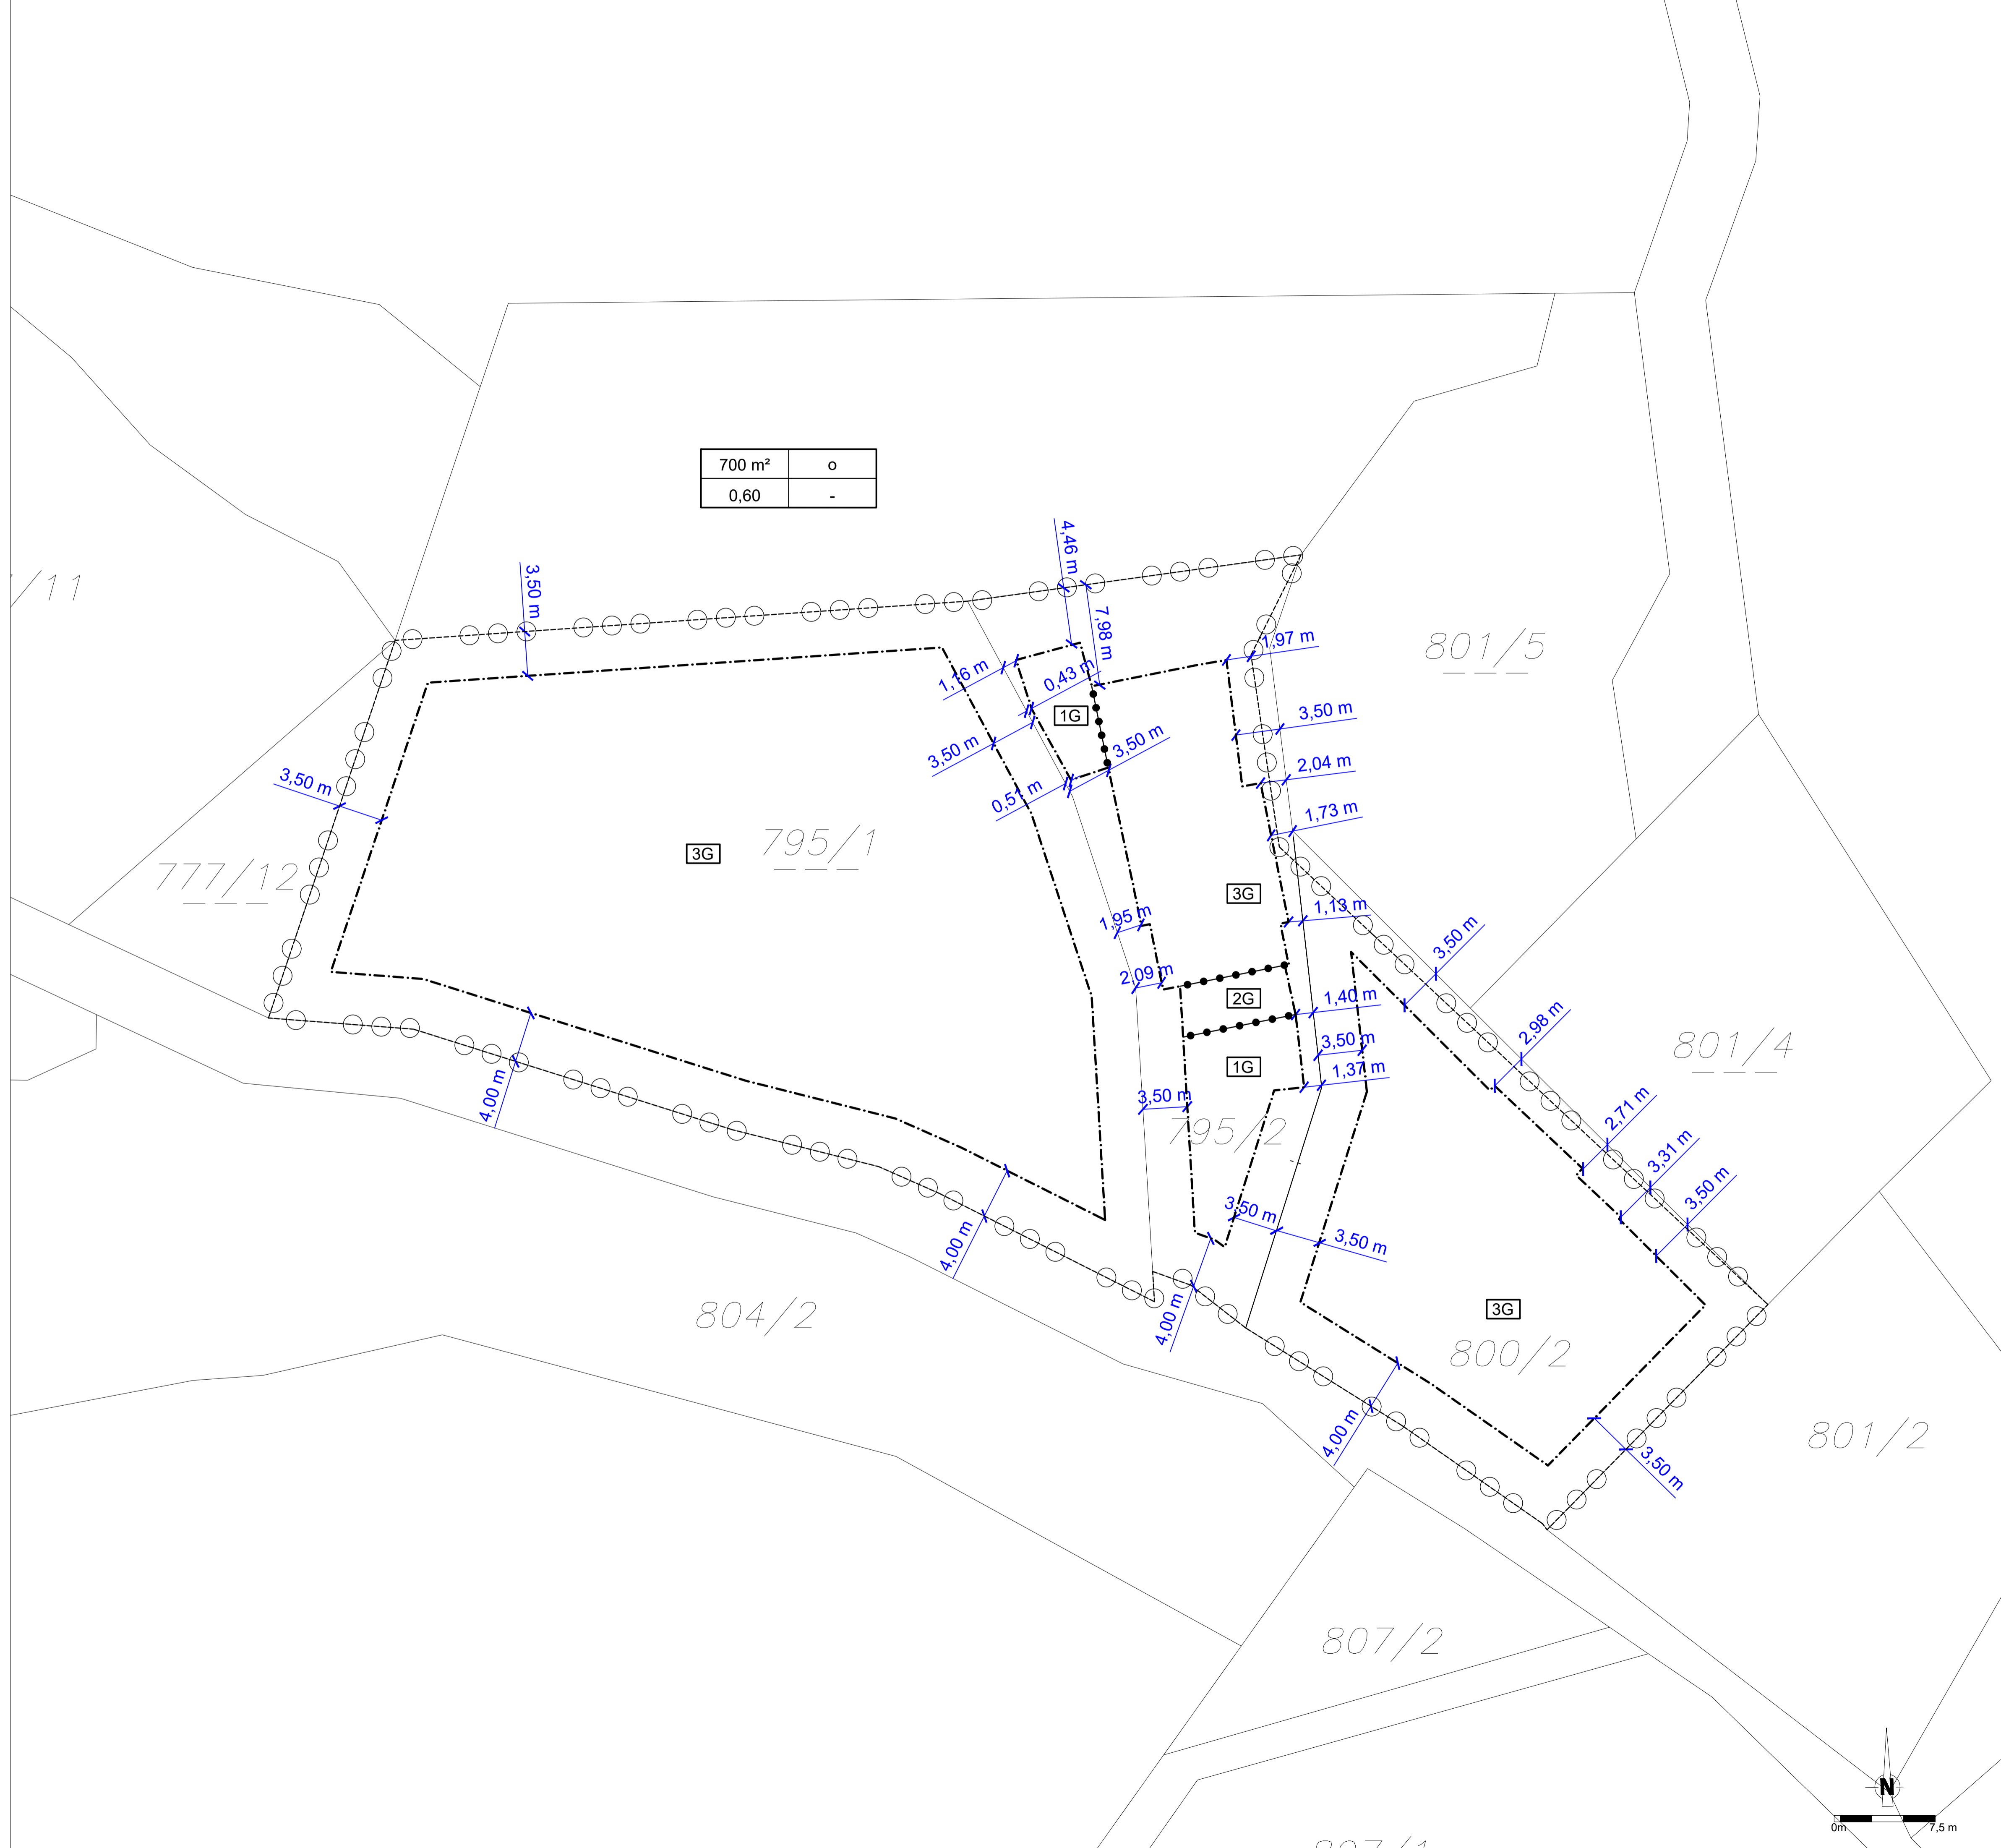 700 m²
o
0,60
-
4,46 m
3,50 m
7,98 m
1,97 m
801/5
1,16 m
0,43 m
1G
3,50 m
3,50 m
3,50 m
2,04 m
3,50 m
0,51 m
1,73 m
795/1
3G
777/12
3G
1,95 m
1,13 m
3,50 m
2,09 m
2G
1,40 m
2,98 m
3,50 m
801/4
1G
1,37 m
4,00 m
3,50 m
795/2
2,71 m
3,31 m
3,50 m
3,50 m
3,50 m
4,00 m
804/2
4,00 m
3G
800/2
4,00 m
801/2
3,50 m
807/2
N
0m
7,5 m